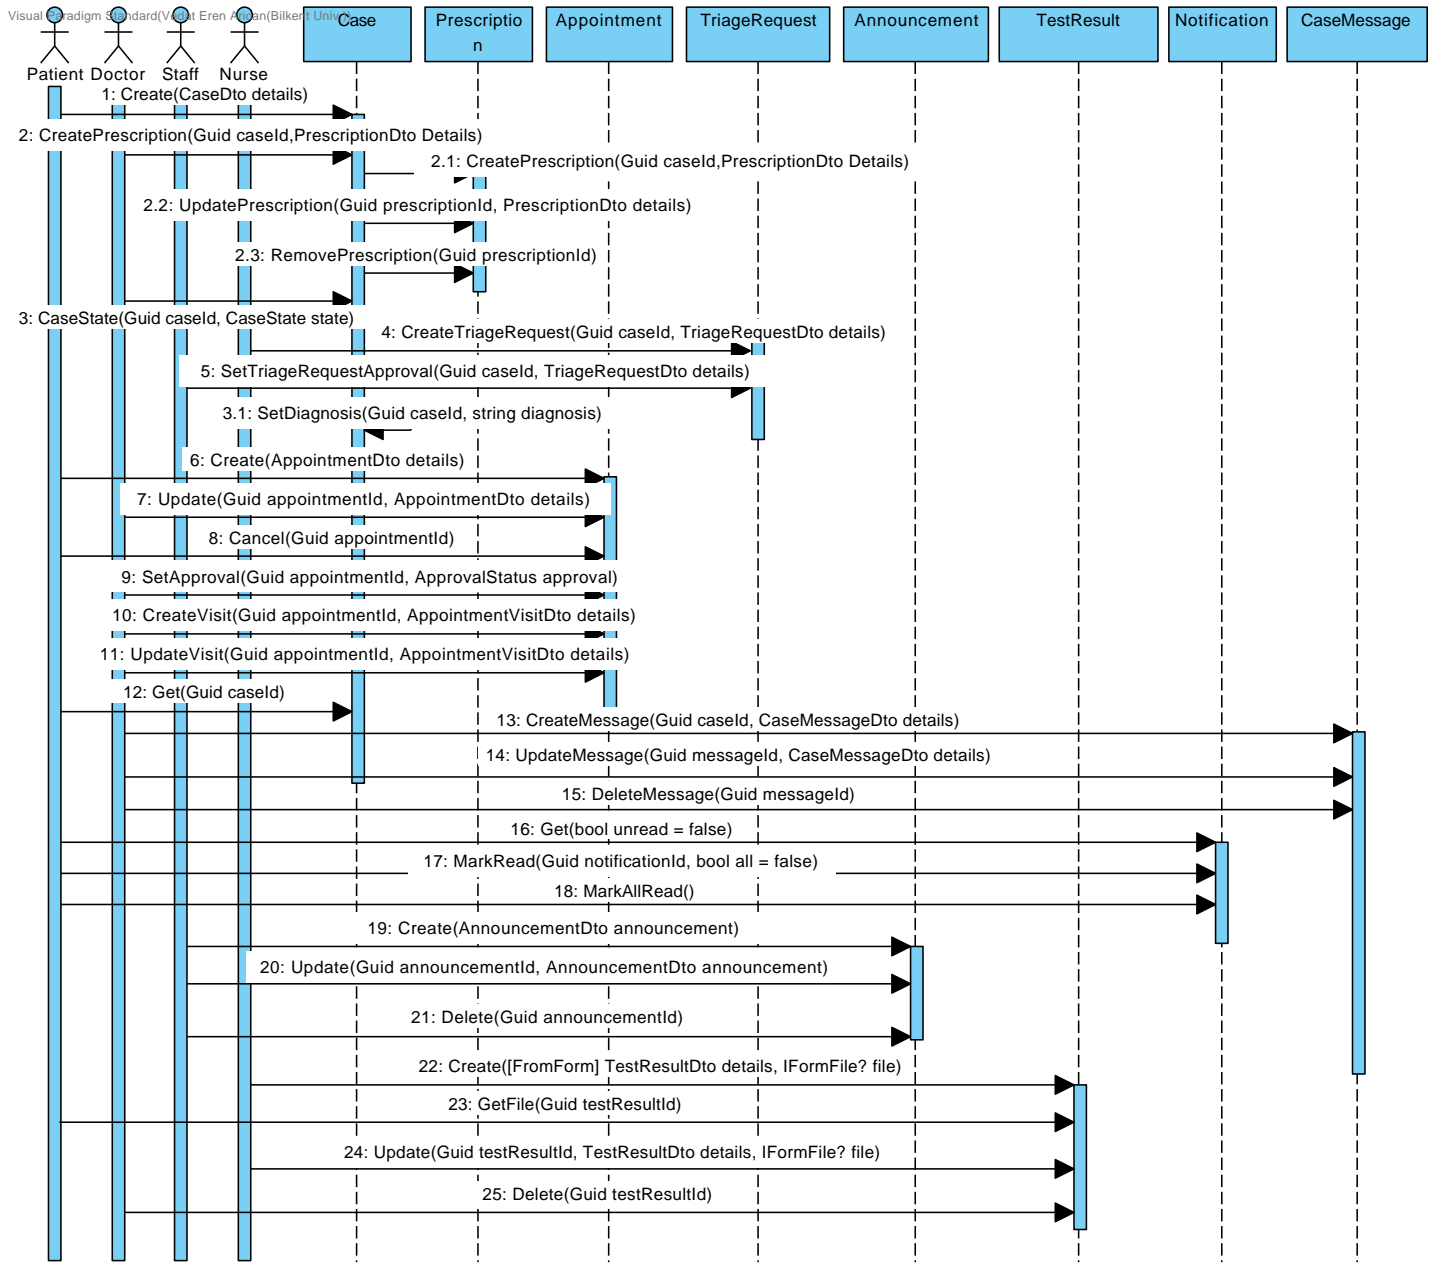 Visual Paradigm Standard(Vedat Eren Arican(Bilkent Univ.))
Case
Prescriptio
n
Appointment
TriageRequest
Announcement
TestResult
Notification
CaseMessage
Patient
Doctor
Staff
Nurse
1: Create(CaseDto details)
2: CreatePrescription(Guid caseId,PrescriptionDto Details)
2.1: CreatePrescription(Guid caseId,PrescriptionDto Details)
2.2: UpdatePrescription(Guid prescriptionId, PrescriptionDto details)
2.3: RemovePrescription(Guid prescriptionId)
3: CaseState(Guid caseId, CaseState state)
4: CreateTriageRequest(Guid caseId, TriageRequestDto details)
5: SetTriageRequestApproval(Guid caseId, TriageRequestDto details)
3.1: SetDiagnosis(Guid caseId, string diagnosis)
6: Create(AppointmentDto details)
7: Update(Guid appointmentId, AppointmentDto details)
8: Cancel(Guid appointmentId)
9: SetApproval(Guid appointmentId, ApprovalStatus approval)
10: CreateVisit(Guid appointmentId, AppointmentVisitDto details)
11: UpdateVisit(Guid appointmentId, AppointmentVisitDto details)
12: Get(Guid caseId)
13: CreateMessage(Guid caseId, CaseMessageDto details)
14: UpdateMessage(Guid messageId, CaseMessageDto details)
15: DeleteMessage(Guid messageId)
16: Get(bool unread = false)
17: MarkRead(Guid notificationId, bool all = false)
18: MarkAllRead()
19: Create(AnnouncementDto announcement)
20: Update(Guid announcementId, AnnouncementDto announcement)
21: Delete(Guid announcementId)
22: Create([FromForm] TestResultDto details, IFormFile? file)
23: GetFile(Guid testResultId)
24: Update(Guid testResultId, TestResultDto details, IFormFile? file)
25: Delete(Guid testResultId)